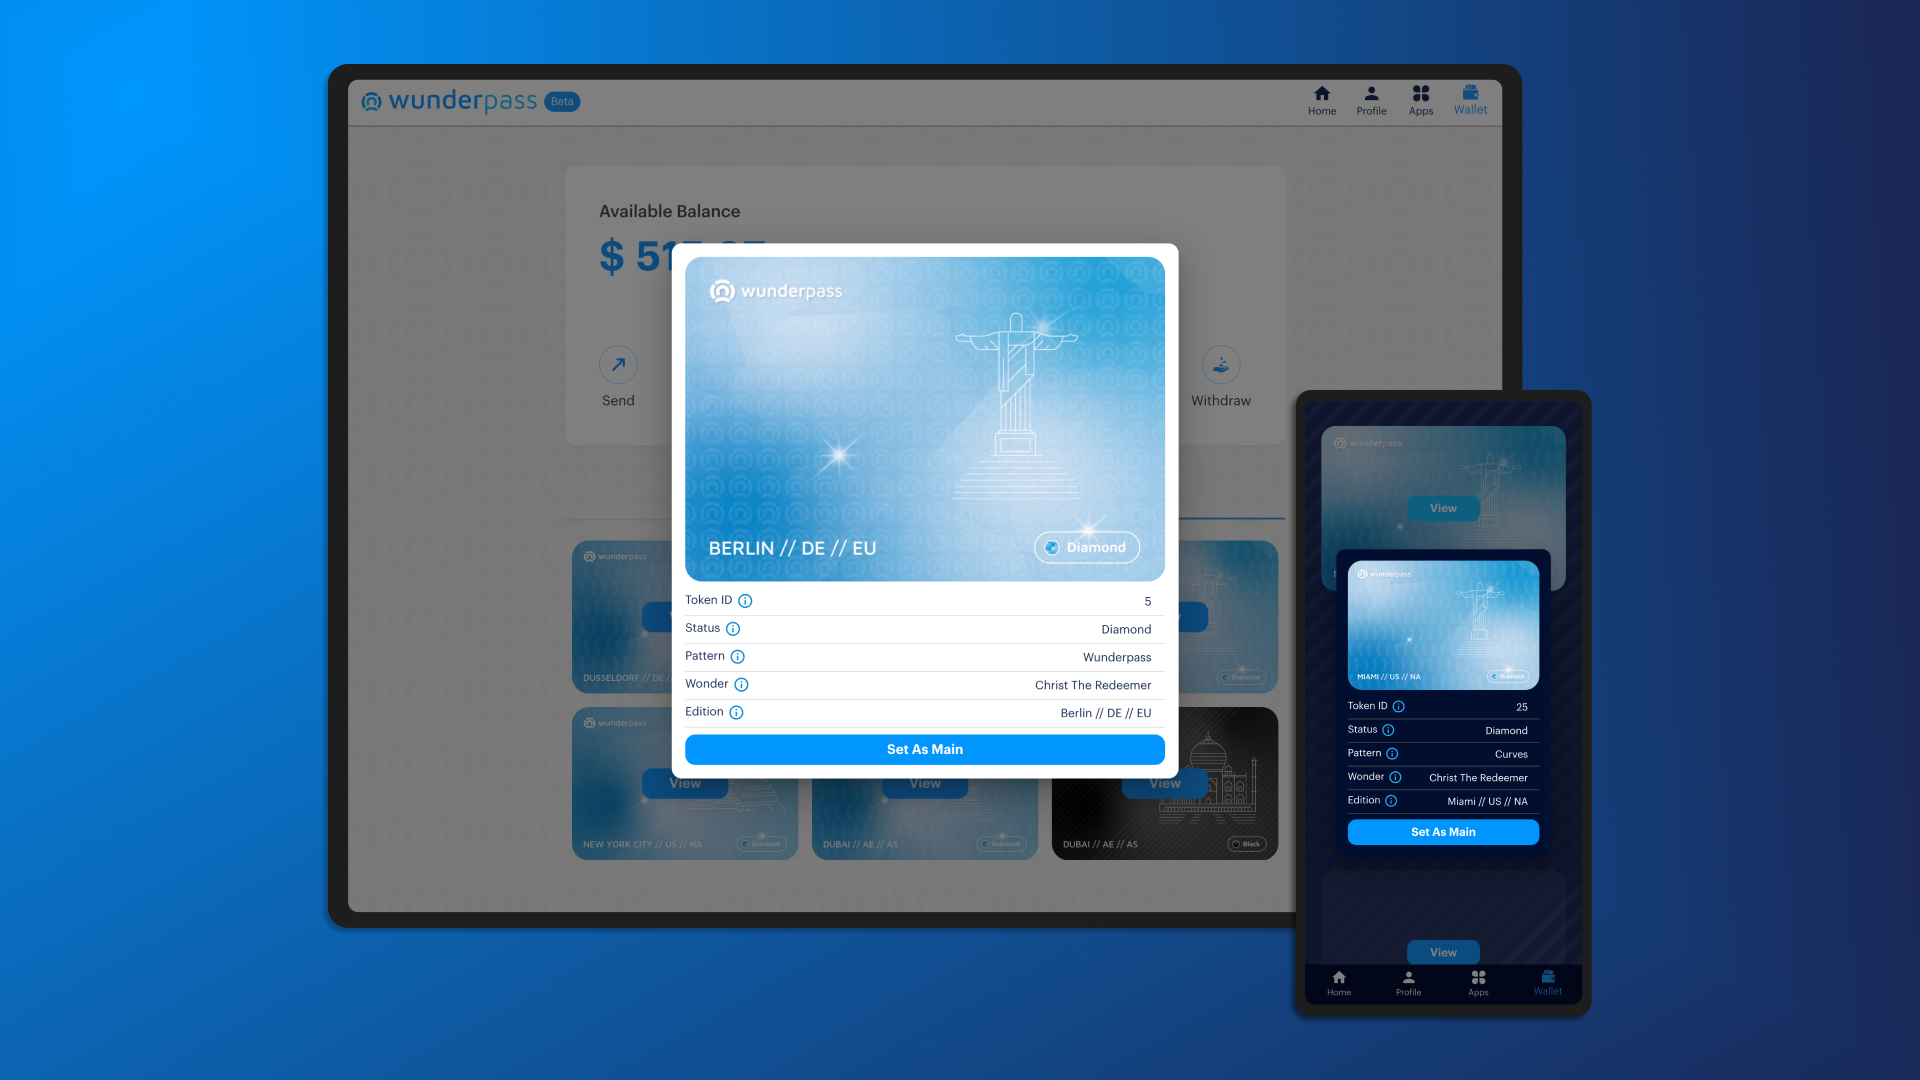 wunderpass Beta
Home
Profile
Apps
Wallet
Available Balance
$ 51
Send
Withdraw
wunderpass
BERLIN // DE // EU
Diamond
Token ID
5
Status
Diamond
Pattern
Wunderpass
Wonder
Christ The Redeemer
Edition
Berlin // DE // EU
Set As Main
wunderpass
DUSSELDORF // DE /
Diamond
wunderpass
View
NEW YORK CITY // US // NA
Diamond
View
DUBAI // AE // AS
Diamond
View
DUBAI // AE // AS
Black
wunderpass
View
wunderpass
MIAMI // US // NA
Diamond
Token ID
25
Status
Diamond
Pattern
Curves
Wonder
Christ The Redeemer
Edition
Miami // US // NA
Set As Main
View
Home
Profile
Apps
Wallet